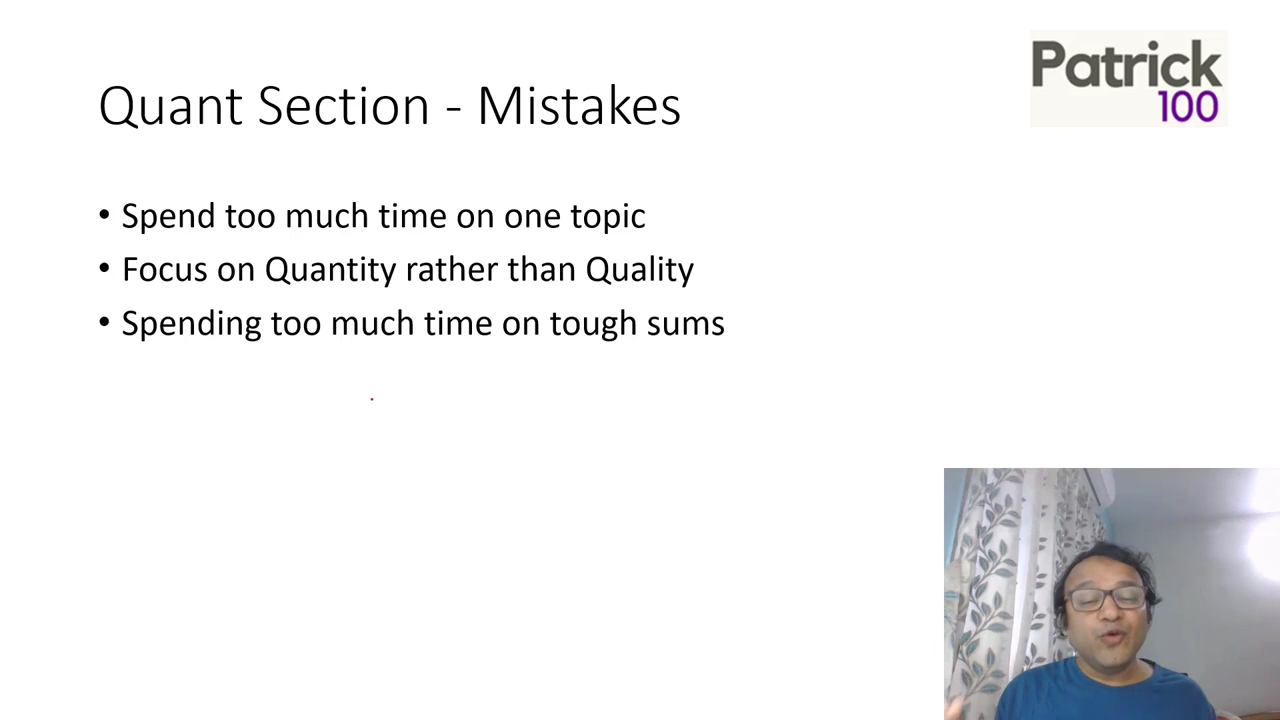 Patrick
100
Quant Section - Mistakes
• Spend too much time on one topic
• Focus on Quantity rather than Quality
• Spending too much time on tough sums